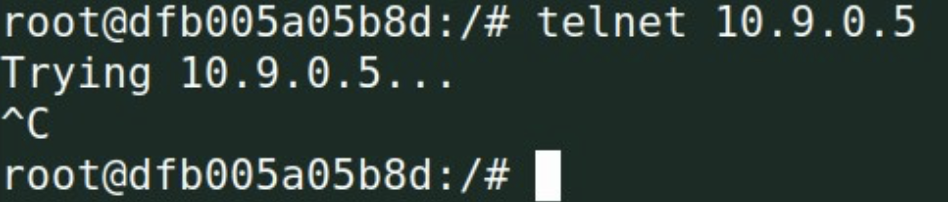 root@dfb005a05b8d:/# telnet 10.9.0.5
Trying 10.9.0.5...
^C
root@dfb005a05b8d:/#